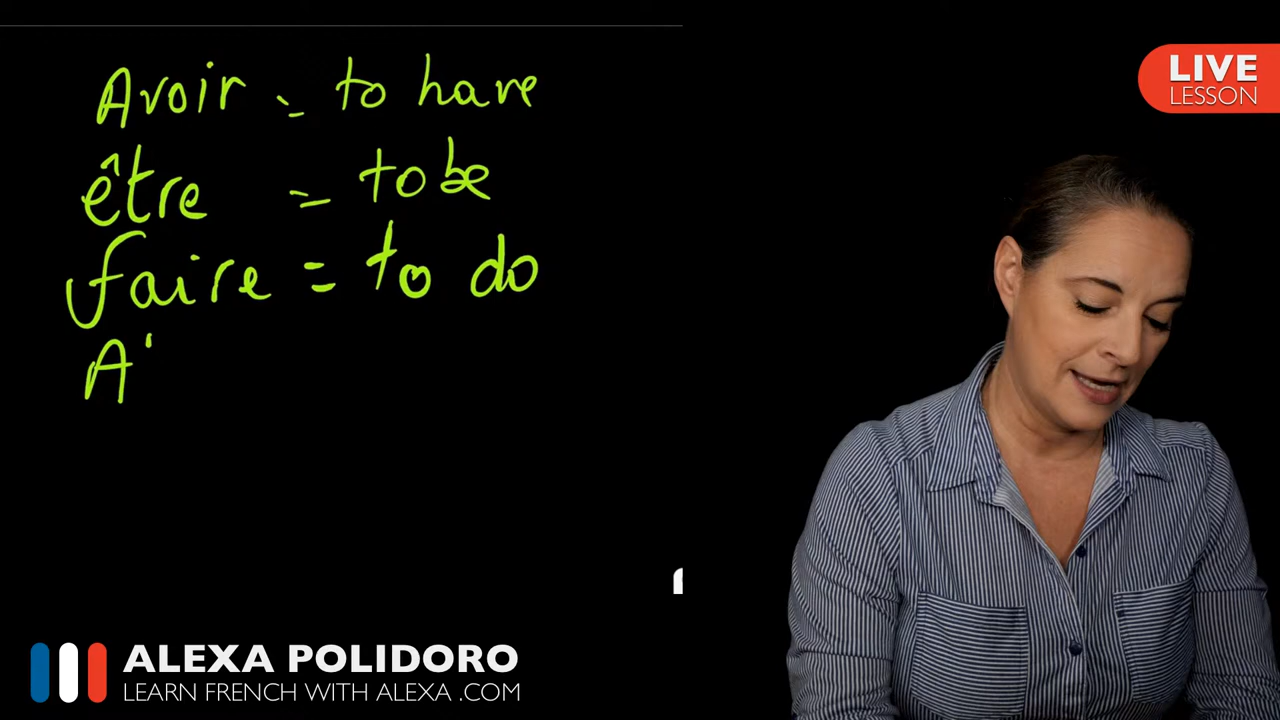 Avoir = to have
être = to be
faire = to do
A'
LIVE
LESSON
ALEXA POLIDORO
LEARN FRENCH WITH ALEXA .COM